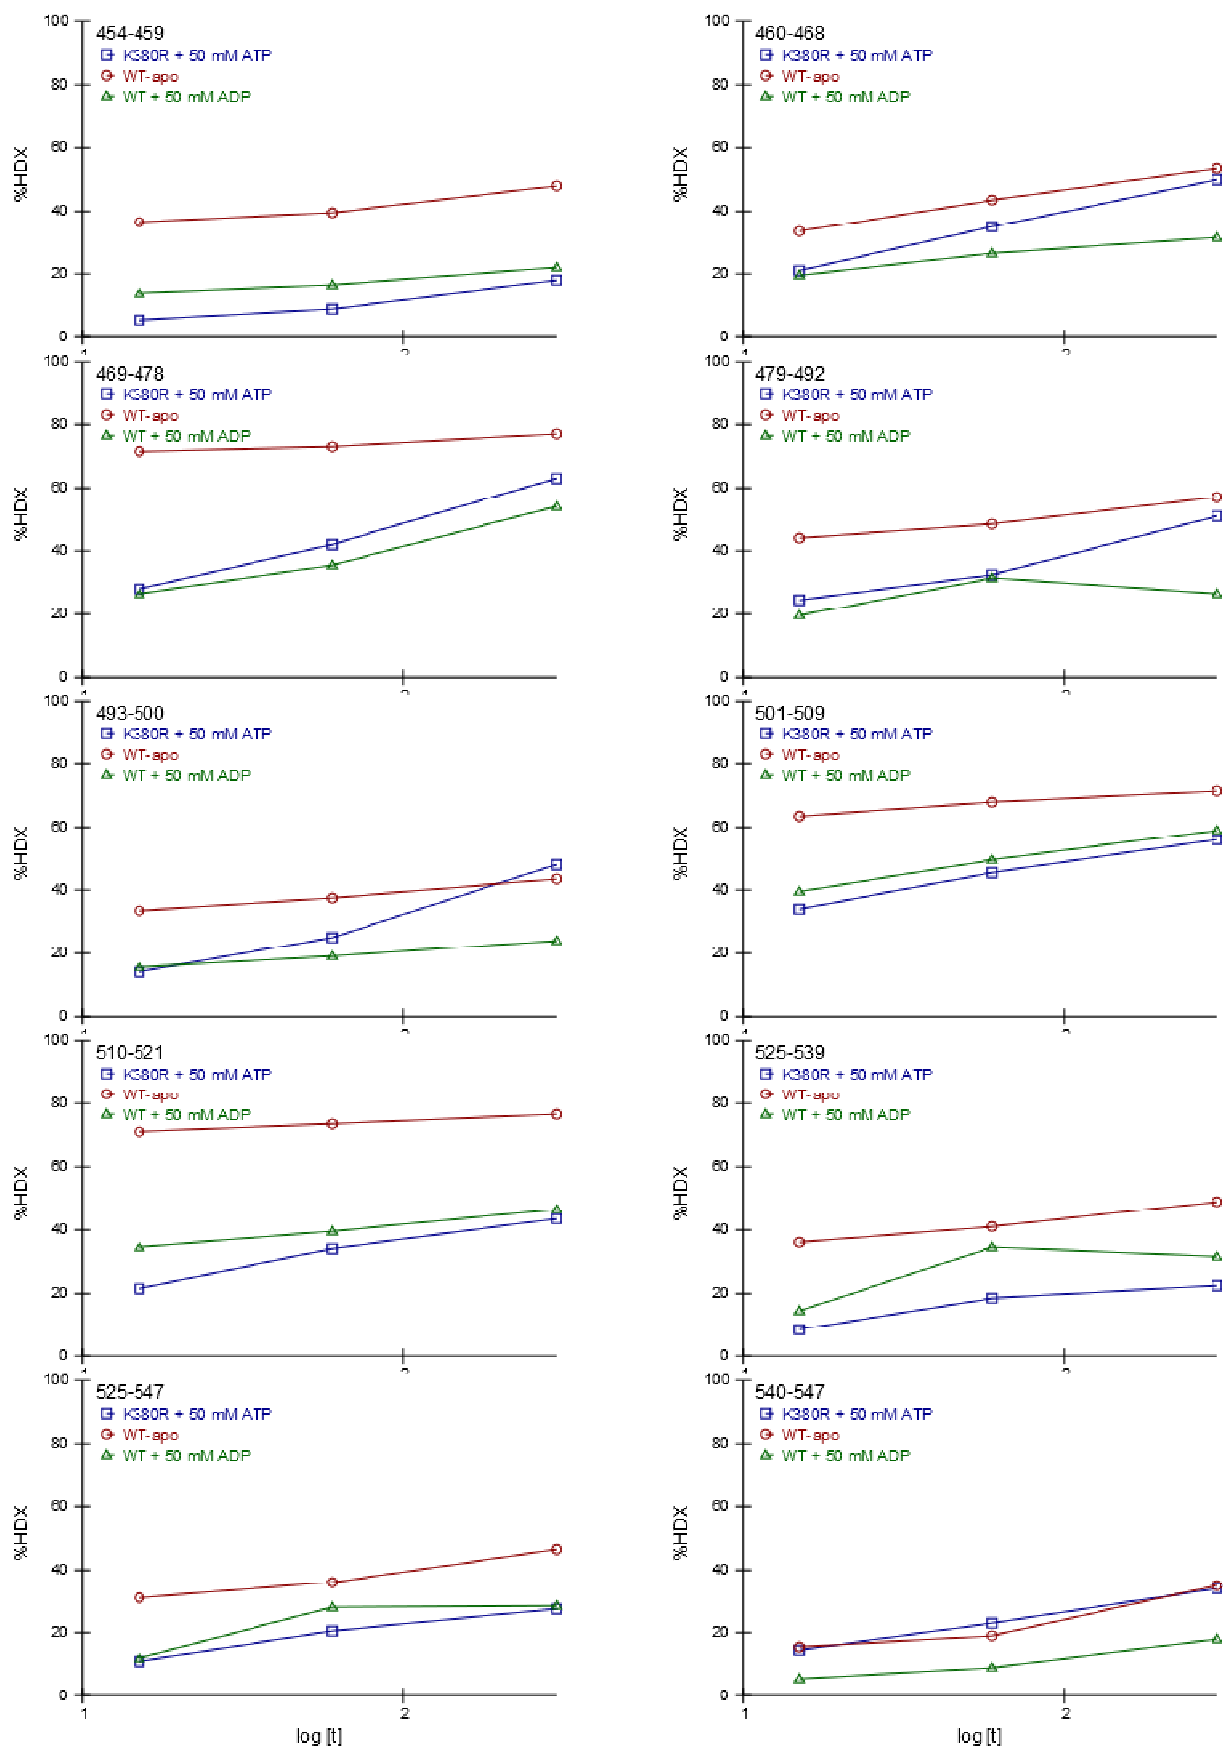 100
454-459
K380R + 50 mM ATP
WT-apo
WT + 50 mM ADP
80
60
40
20
0
%HDX
100
460-468
K380R + 50 mM ATP
WT-apo
WT + 50 mM ADP
80
60
40
20
0
%HDX
100
469-478
K380R + 50 mM ATP
WT-apo
WT + 50 mM ADP
80
60
40
20
0
%HDX
100
479-492
K380R + 50 mM ATP
WT-apo
WT + 50 mM ADP
80
60
40
20
0
%HDX
100
493-500
K380R + 50 mM ATP
WT-apo
WT + 50 mM ADP
80
60
40
20
0
%HDX
100
501-509
K380R + 50 mM ATP
WT-apo
WT + 50 mM ADP
80
60
40
20
0
%HDX
100
510-521
K380R + 50 mM ATP
WT-apo
WT + 50 mM ADP
80
60
40
20
0
%HDX
100
525-539
K380R + 50 mM ATP
WT-apo
WT + 50 mM ADP
80
60
40
20
0
%HDX
100
525-547
K380R + 50 mM ATP
WT-apo
WT + 50 mM ADP
80
60
40
20
0
%HDX
1 2
log [t]
100
540-547
K380R + 50 mM ATP
WT-apo
WT + 50 mM ADP
80
60
40
20
0
%HDX
1 2
log [t]